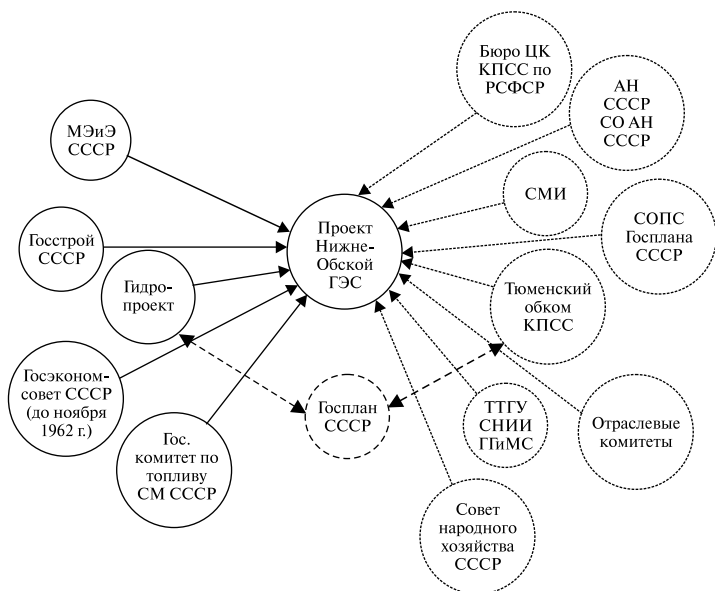 Бюро ЦК
КПСС по
РСФСР
АН
СССР
СО АН
СССР
МЭиЭ
СССР
СМИ
Проект
Нижне-
Обской
ГЭС
СОПС
Госплана
СССР
Госстрой
СССР
Гидро-
проект
Тюменский
обком
КПСС
Госэконом-
совет СССР
(до ноября
1962 г.)
Госплан
СССР
ТТГУ
СНИИ
ГГиМС
Отраслевые
комитеты
Гос.
комитет по
топливу
СМ СССР
Совет
народного
хозяйства
СССР